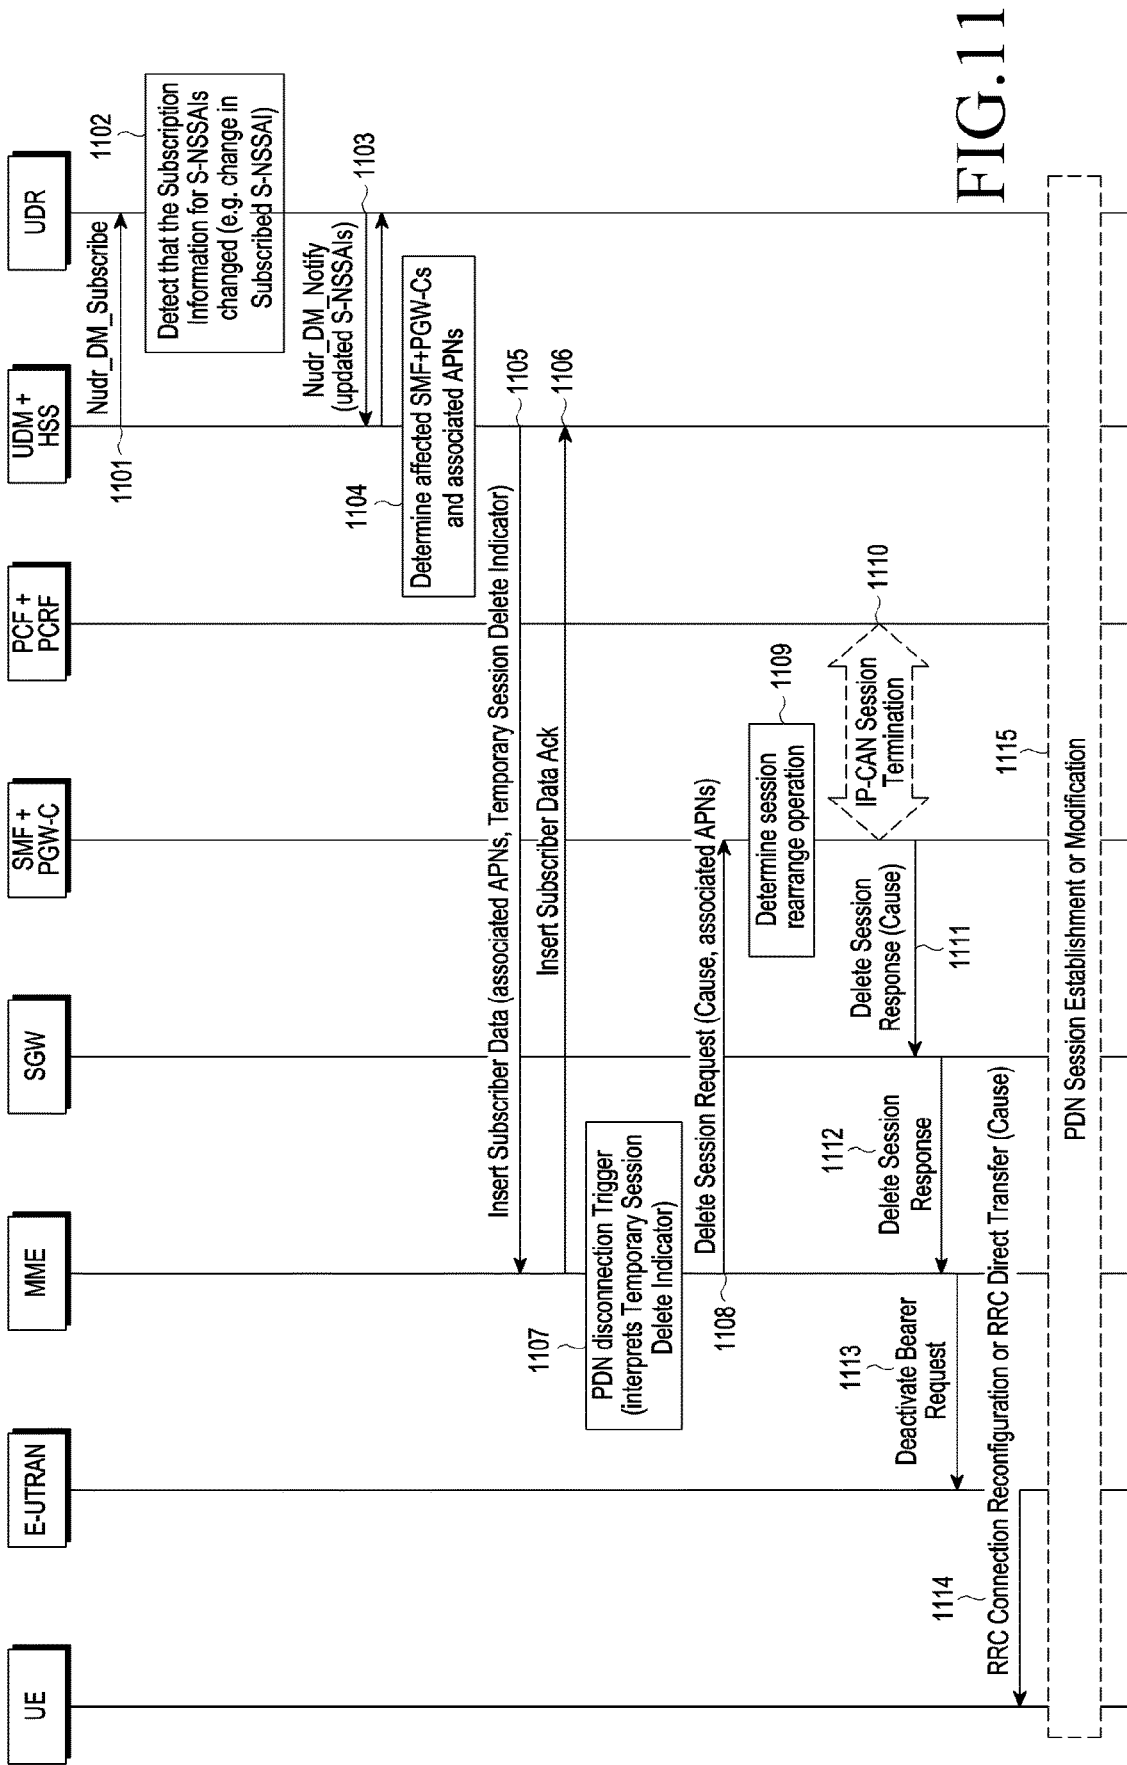 UE
E-UTRAN
MME
SGW
SMF +
PGW-C
PCF +
PCRF
UDM +
HSS
UDR
1101
Nudr_DM_Subscribe
1102
Detect that the Subscription
Information for S-NSSAIs
changed (e.g. change in
Subscribed S-NSSAI)
Nudr_DM_Notify
(updated S-NSSAIs)
1103
1104
Determine affected SMF+PGW-Cs
and associated APNs
Insert Subscriber Data (associated APNs, Temporary Session Delete Indicator)
1105
Insert Subscriber Data Ack
1106
1107
PDN disconnection Trigger
(interprets Temporary Session
Delete Indicator)
Delete Session Request (Cause, associated APNs)
1108
1109
Determine session
rearrange operation
IP-CAN Session
Termination
1110
Delete Session
Response (Cause)
1111
1112
Delete Session
Response
1113
Deactivate Bearer
Request
1114
RRC Connection Reconfiguration or RRC Direct Transfer (Cause)
1115
PDN Session Establishment or Modification
FIG.11